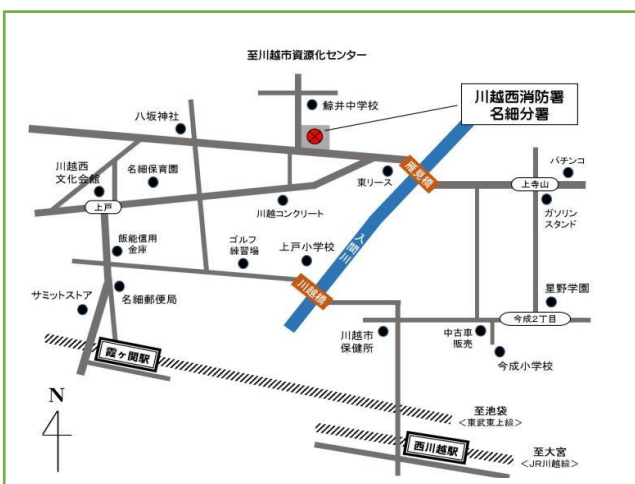 至川越市資源化センター
鯨井中学校
川越西消防署
名細分署
八坂神社
川越西
文化会館
名細保育園
上戸
川越コンクリート
東リース
雁見橋
パチンコ
上寺山
ガソリン
スタンド
飯能信用
金庫
ゴルフ
練習場
上戸小学校
入間川
川越橋
サミットストア
名細郵便局
川越市
保健所
中古車
販売
今成2丁目
星野学園
今成小学校
霞ヶ関駅
N
至池袋
<東武東上線>
西川越駅
至大宮
<JR川越線>